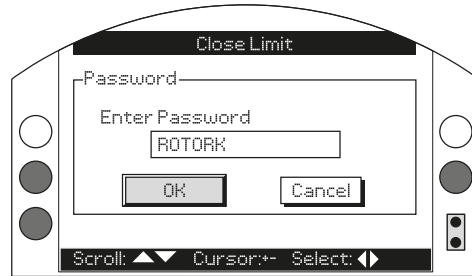 Close Limit
Password
Enter Password
ROTORK
OK Cancel
Scroll: ▲▼ Cursor:+- Select: ◀▶